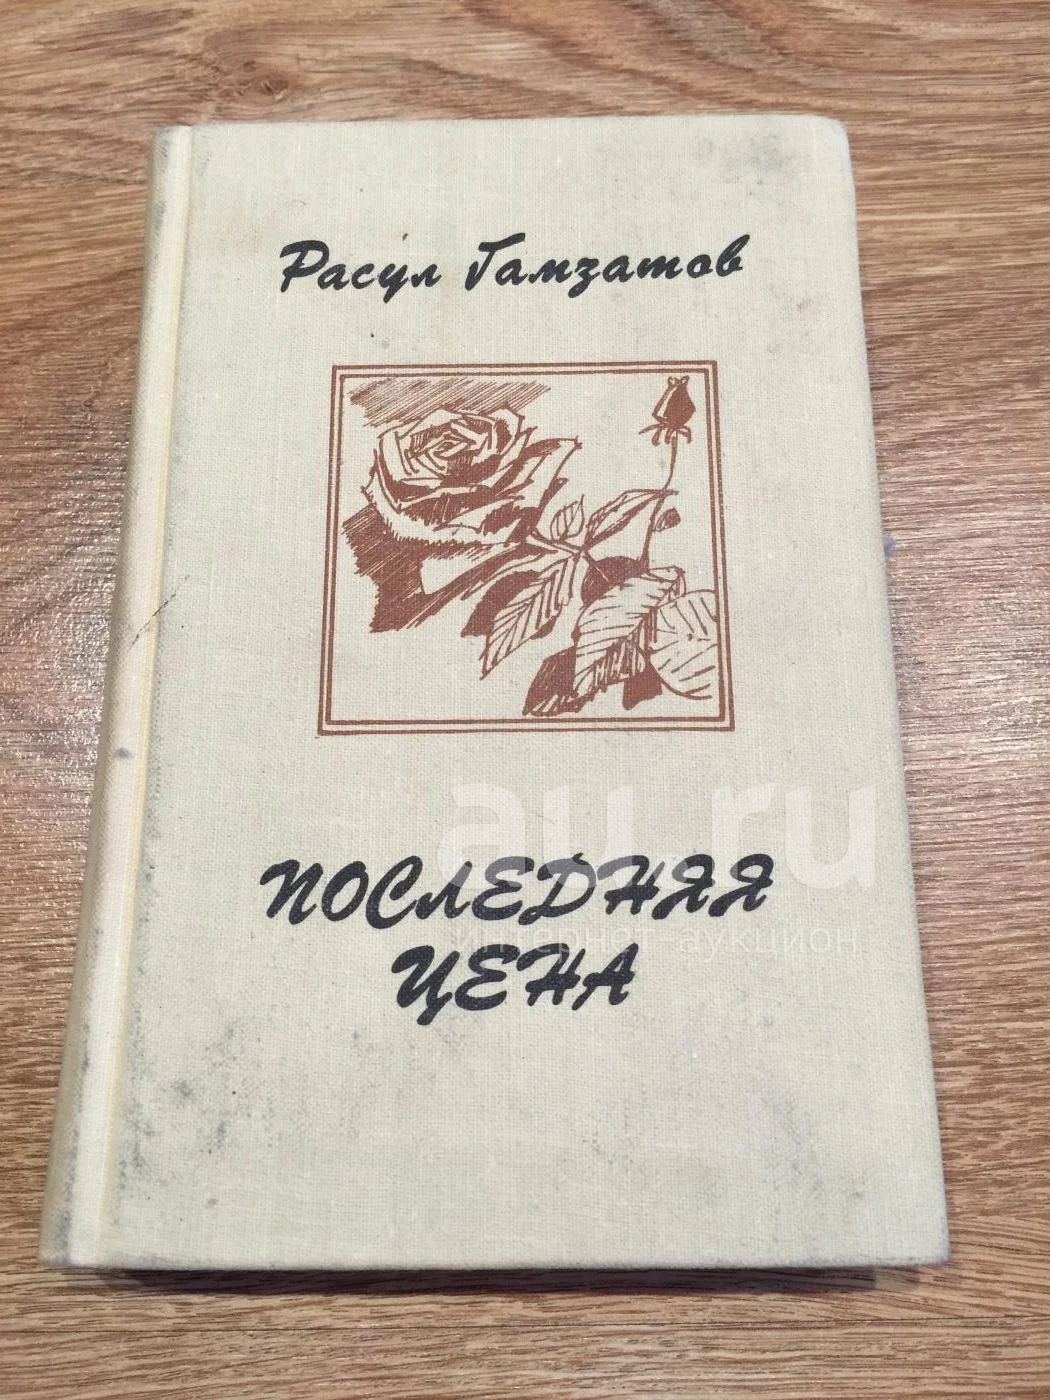 Расул Гамзатов
au.ru
ПОСЛЕДНЯЯ
интернет-аукцион
ЦЕНА